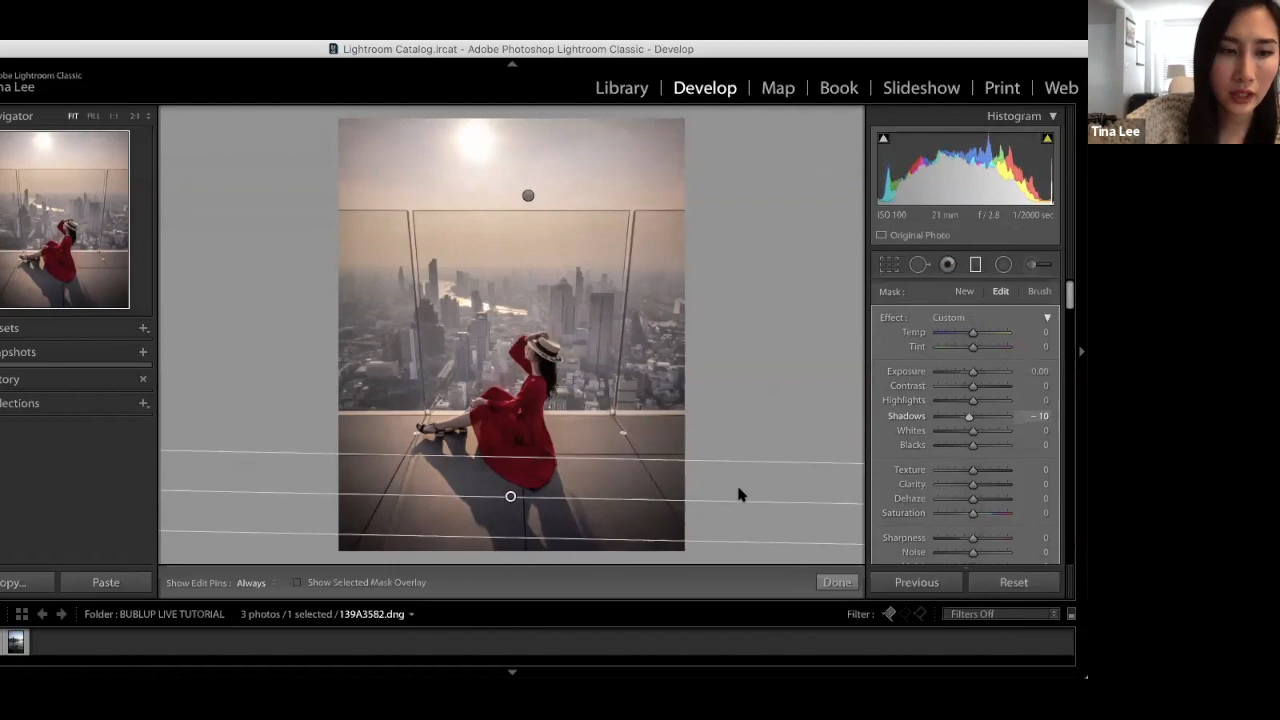 Lightroom Catalog.lrcat - Adobe Photoshop Lightroom Classic - Develop
obe Lightroom Classic
na Lee
Library | Develop | Map | Book | Slideshow | Print | Web
Tina Lee
vigator FIT FILL 1:1 2:1
Histogram
ISO 100 21 mm f / 2.8 1/2000 sec
Original Photo
Mask : New Edit Brush
Effect : Custom
Temp 0
Tint 0
Exposure 0.00
Contrast 0
Highlights 0
Shadows – 10
Whites 0
Blacks 0
Texture 0
Clarity 0
Dehaze 0
Saturation 0
Sharpness 0
Noise 0
sets
apshots
tory
llections
opy... Paste
Show Edit Pins : Always Show Selected Mask Overlay Done
Previous Reset
Folder : BUBLUP LIVE TUTORIAL 3 photos /1 selected /139A3582.dng
Filter : Filters Off